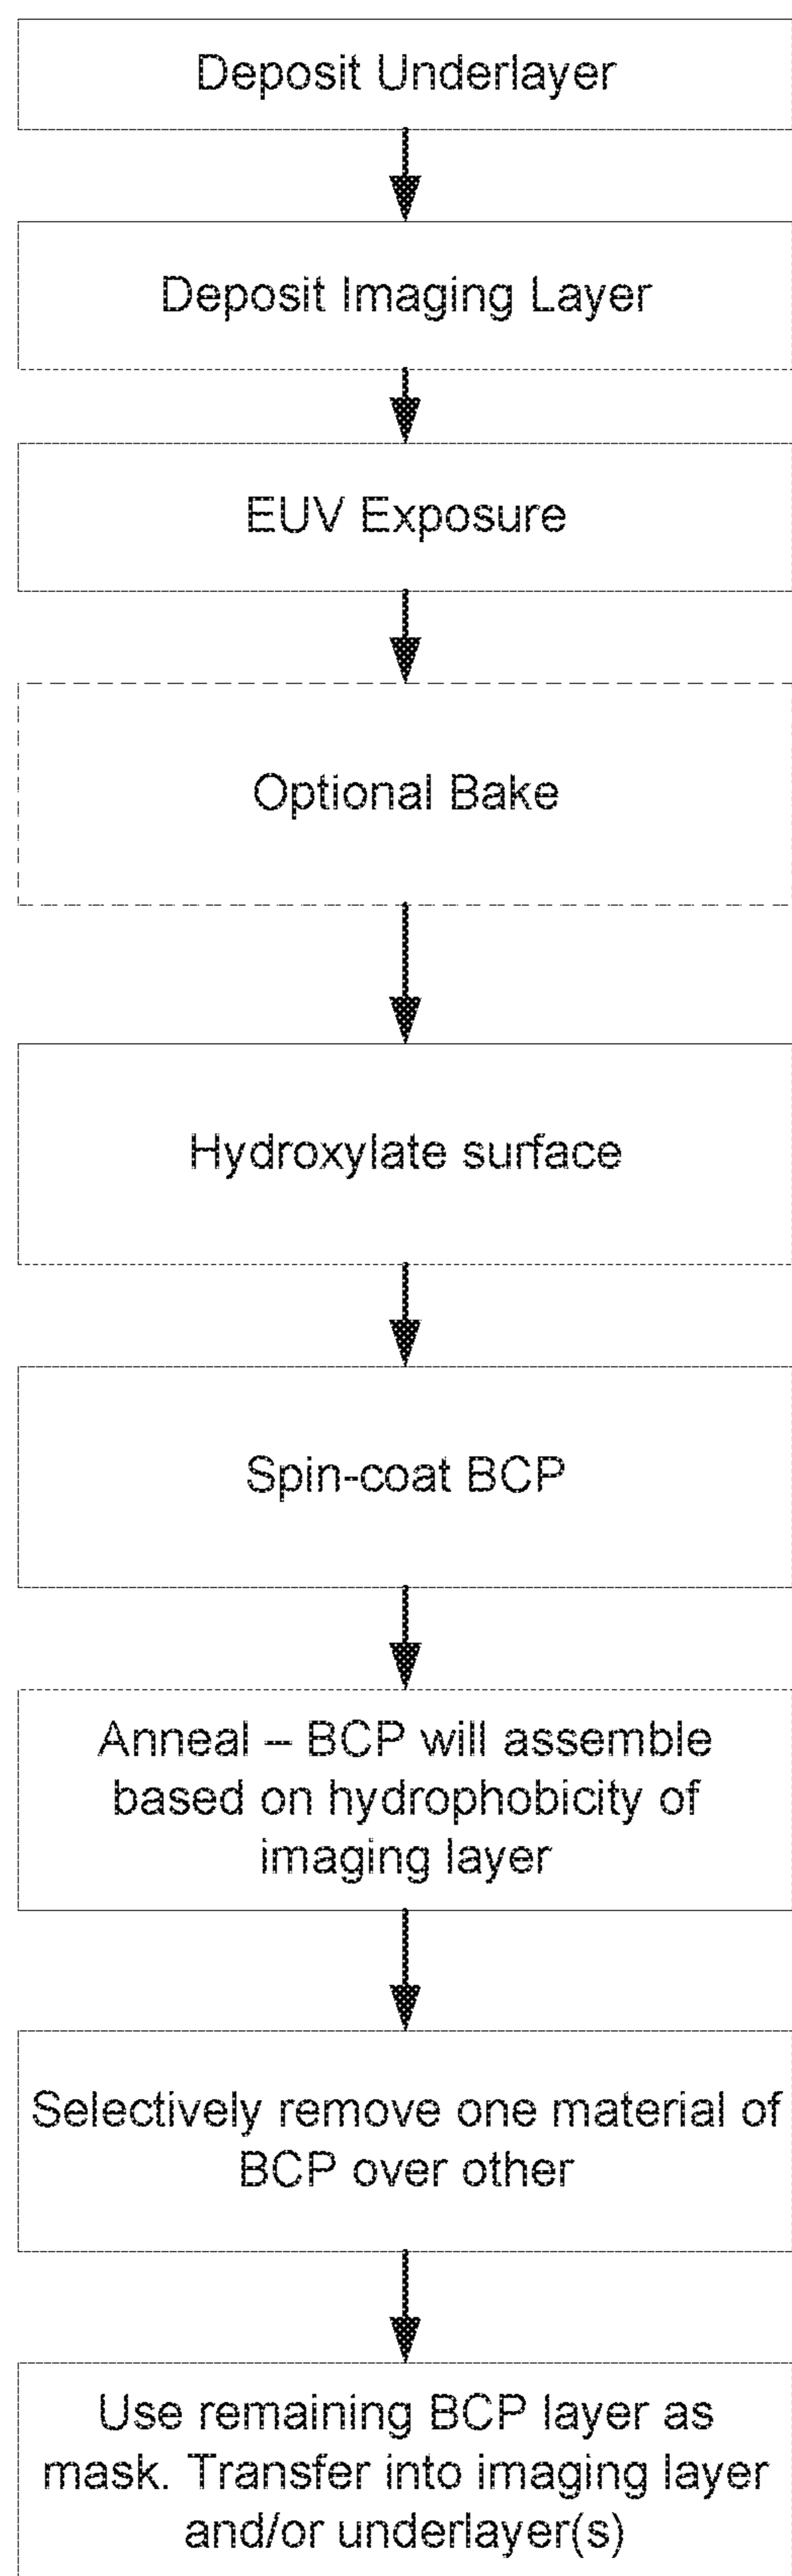 Deposit Underlayer
Deposit Imaging Layer
EUV Exposure
Optional Bake
Hydroxylate surface
Spin-coat BCP
Anneal – BCP will assemble
based on hydrophobicity of
imaging layer
Selectively remove one material of
BCP over other
Use remaining BCP layer as
mask. Transfer into imaging layer
and/or underlayer(s)